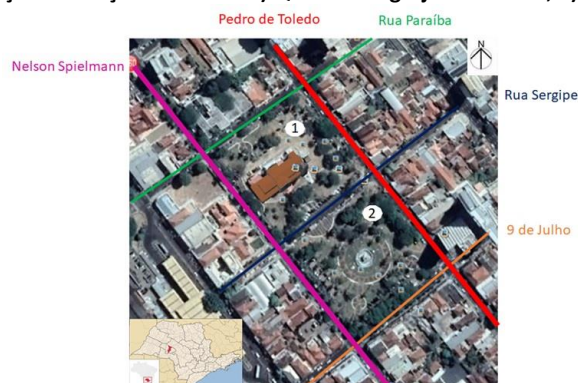 Pedro de Toledo
Rua Paraíba
Nelson Spielmann
N
Rua Sergipe
1
2
9 de Julho